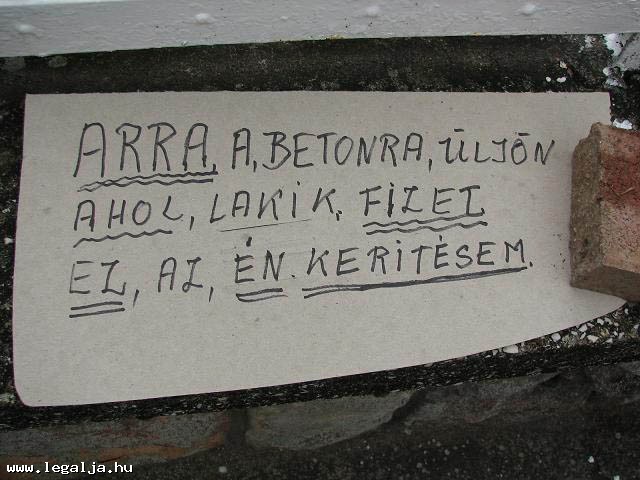 ARRA, A, BETONRA, ÜLJÖN
AHOL, LAKIK, FIZET
EZ, AZ, ÉN. KERITÉSEM.
www.legalja.hu